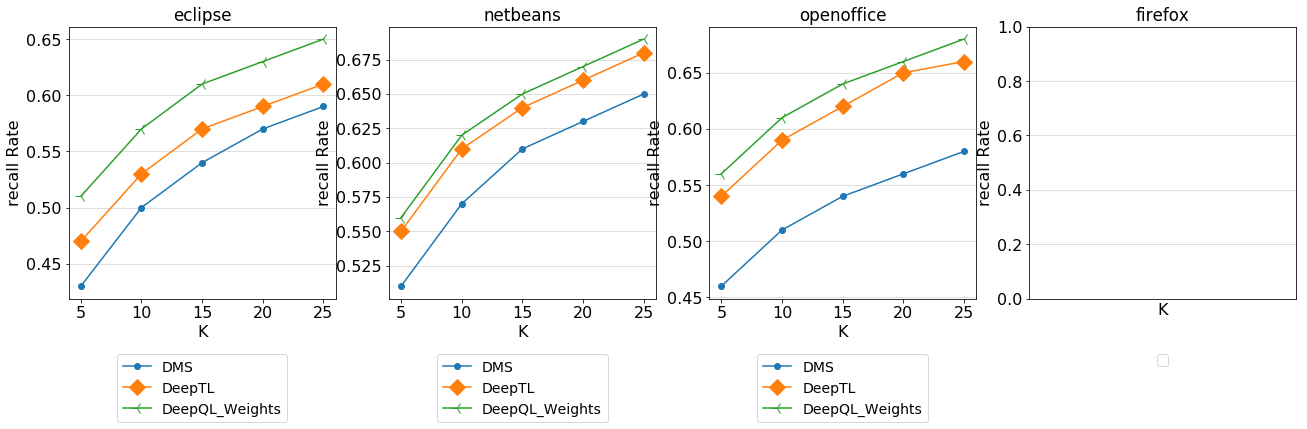 eclipse
0.65
0.60
0.55
0.50
0.45
recall Rate
5 10 15 20 25
K
DMS
DeepTL
DeepQL_Weights
netbeans
0.675
0.650
0.625
0.600
0.575
0.550
0.525
recall Rate
5 10 15 20 25
K
DMS
DeepTL
DeepQL_Weights
openoffice
0.65
0.60
0.55
0.50
0.45
recall Rate
5 10 15 20 25
K
DMS
DeepTL
DeepQL_Weights
firefox
1.0
0.8
0.6
0.4
0.2
0.0
recall Rate
K